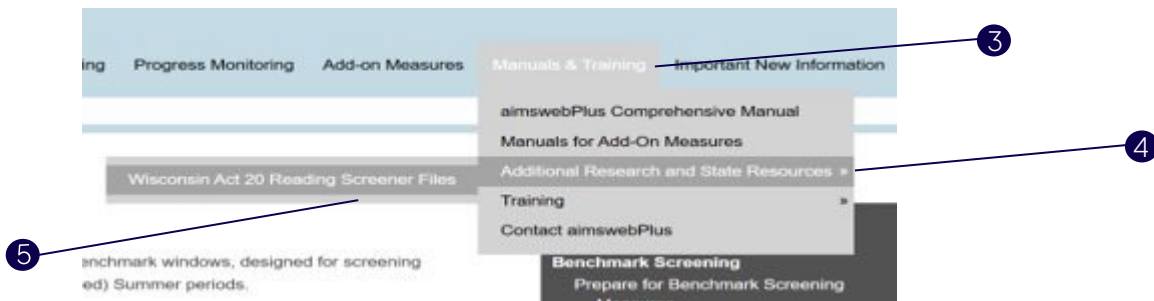 3
ing Progress Monitoring Add-on Measures Manuals & Training Important New Information
aimswebPlus Comprehensive Manual
Manuals for Add-On Measures
4
Wisconsin Act 20 Reading Screener Files
Additional Research and State Resources »
Training »
Contact aimswebPlus
5
enchmark windows, designed for screening
ed) Summer periods.
Benchmark Screening
Prepare for Benchmark Screening